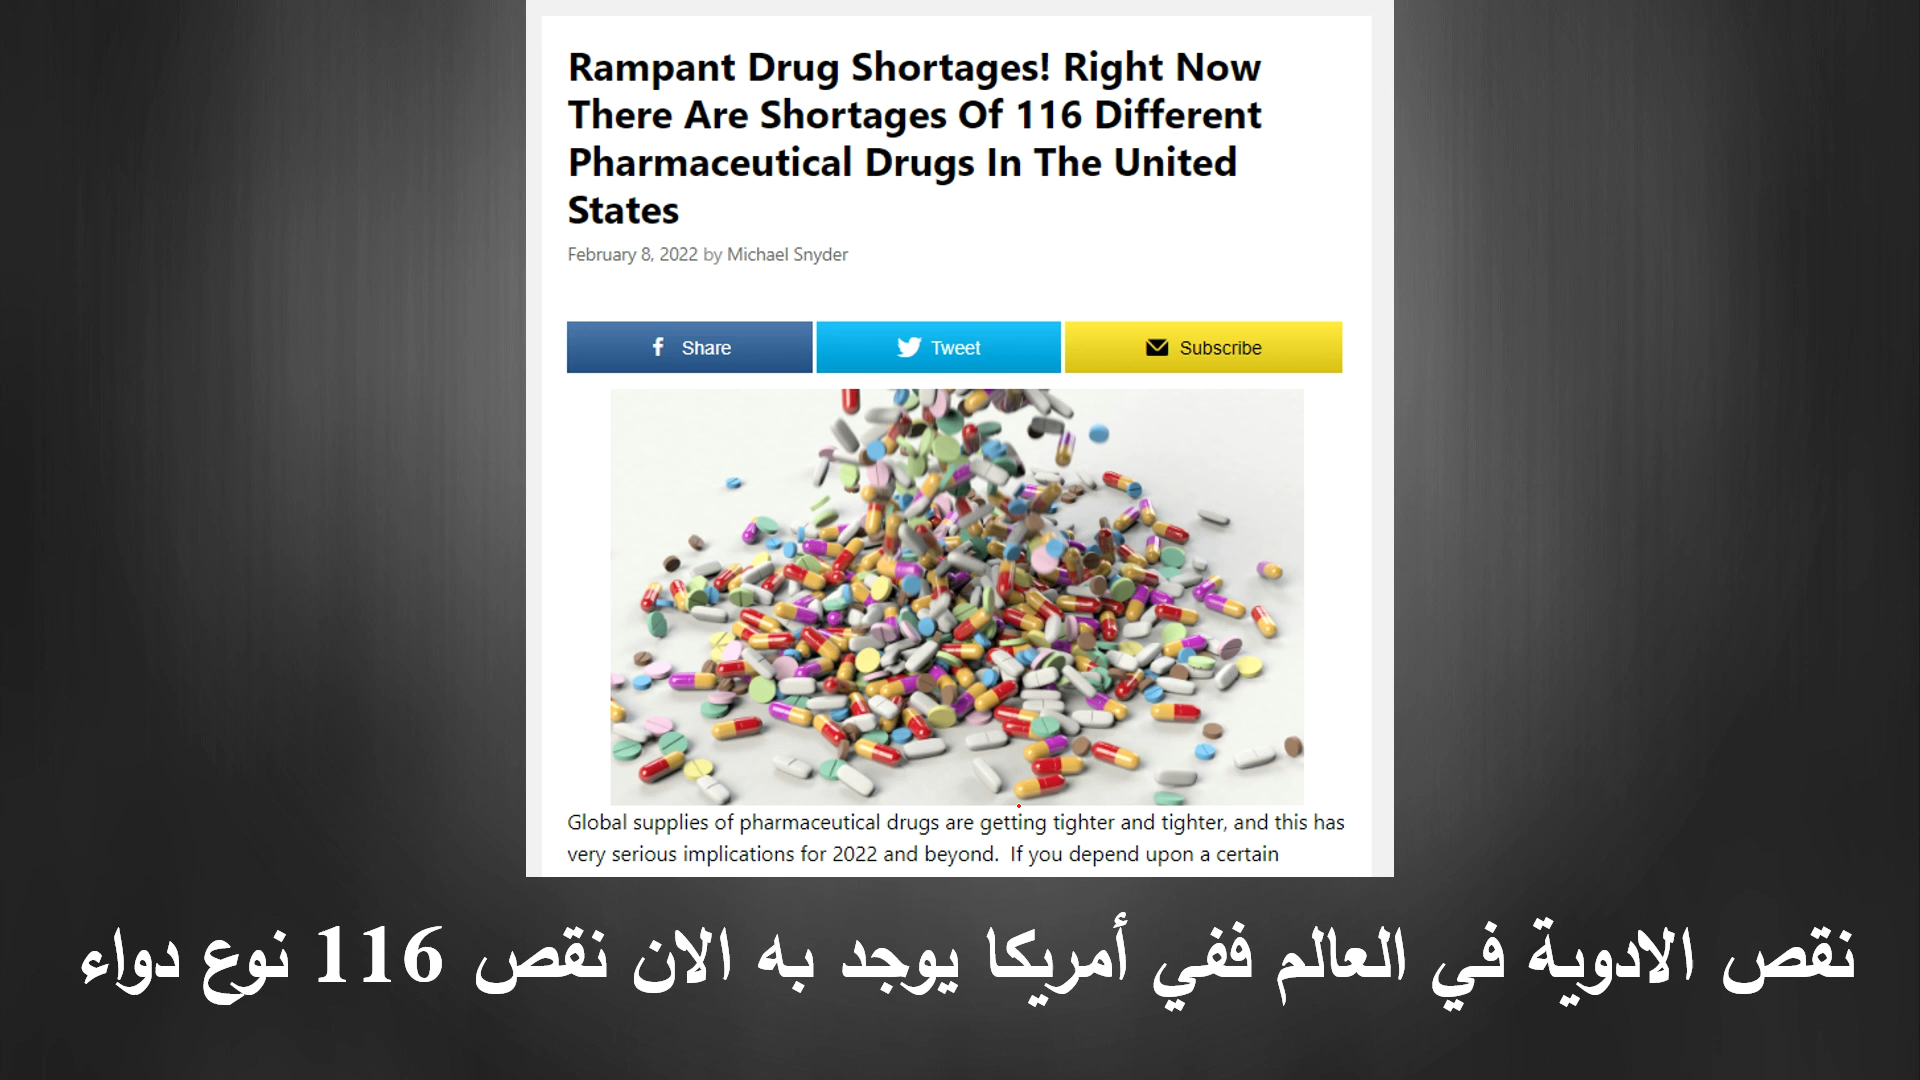 Rampant Drug Shortages! Right Now
There Are Shortages Of 116 Different
Pharmaceutical Drugs In The United
States
February 8, 2022 by Michael Snyder
Share
Tweet
Subscribe
Global supplies of pharmaceutical drugs are getting tighter and tighter, and this has
very serious implications for 2022 and beyond. If you depend upon a certain
نقص الادوية في العالم ففي أمريكا يوجد به الان نقص 116 نوع دواء